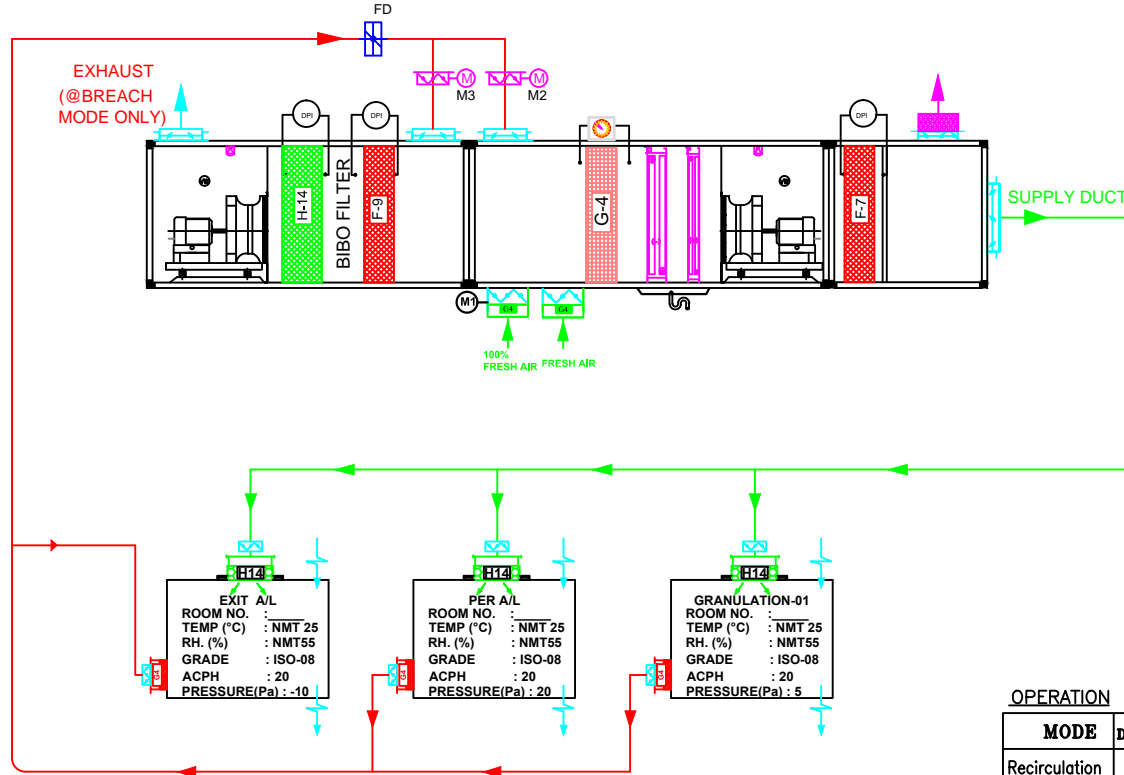 FD
EXHAUST
(@BREACH
MODE ONLY)
M
M3
M
M2
DPI
DPI
DPI
H-14
BIBO FILTER
F-9
G-4
F-7
SUPPLY DUCT
M1
G4
G4
100%
FRESH AIR
FRESH AIR
H14
EXIT A/L
ROOM NO. :_____
TEMP (°C) : NMT 25
RH. (%) : NMT55
GRADE : ISO-08
ACPH : 20
PRESSURE(Pa) : -10
G4
H14
PER A/L
ROOM NO. :_____
TEMP (°C) : NMT 25
RH. (%) : NMT55
GRADE : ISO-08
ACPH : 20
PRESSURE(Pa) : 20
G4
H14
GRANULATION-01
ROOM NO. :_____
TEMP (°C) : NMT 25
RH. (%) : NMT55
GRADE : ISO-08
ACPH : 20
PRESSURE(Pa) : 5
G4
OPERATION
MODE
Recirculation